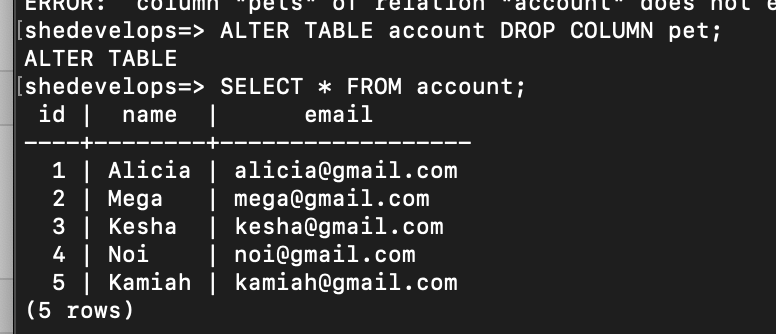 ERROR:  column "pets" of relation "account" does not e
[shedevelops=> ALTER TABLE account DROP COLUMN pet;
ALTER TABLE
[shedevelops=> SELECT * FROM account;
 id |  name  |      email
----+--------+------------------
  1 | Alicia | alicia@gmail.com
  2 | Mega   | mega@gmail.com
  3 | Kesha  | kesha@gmail.com
  4 | Noi    | noi@gmail.com
  5 | Kamiah | kamiah@gmail.com
(5 rows)